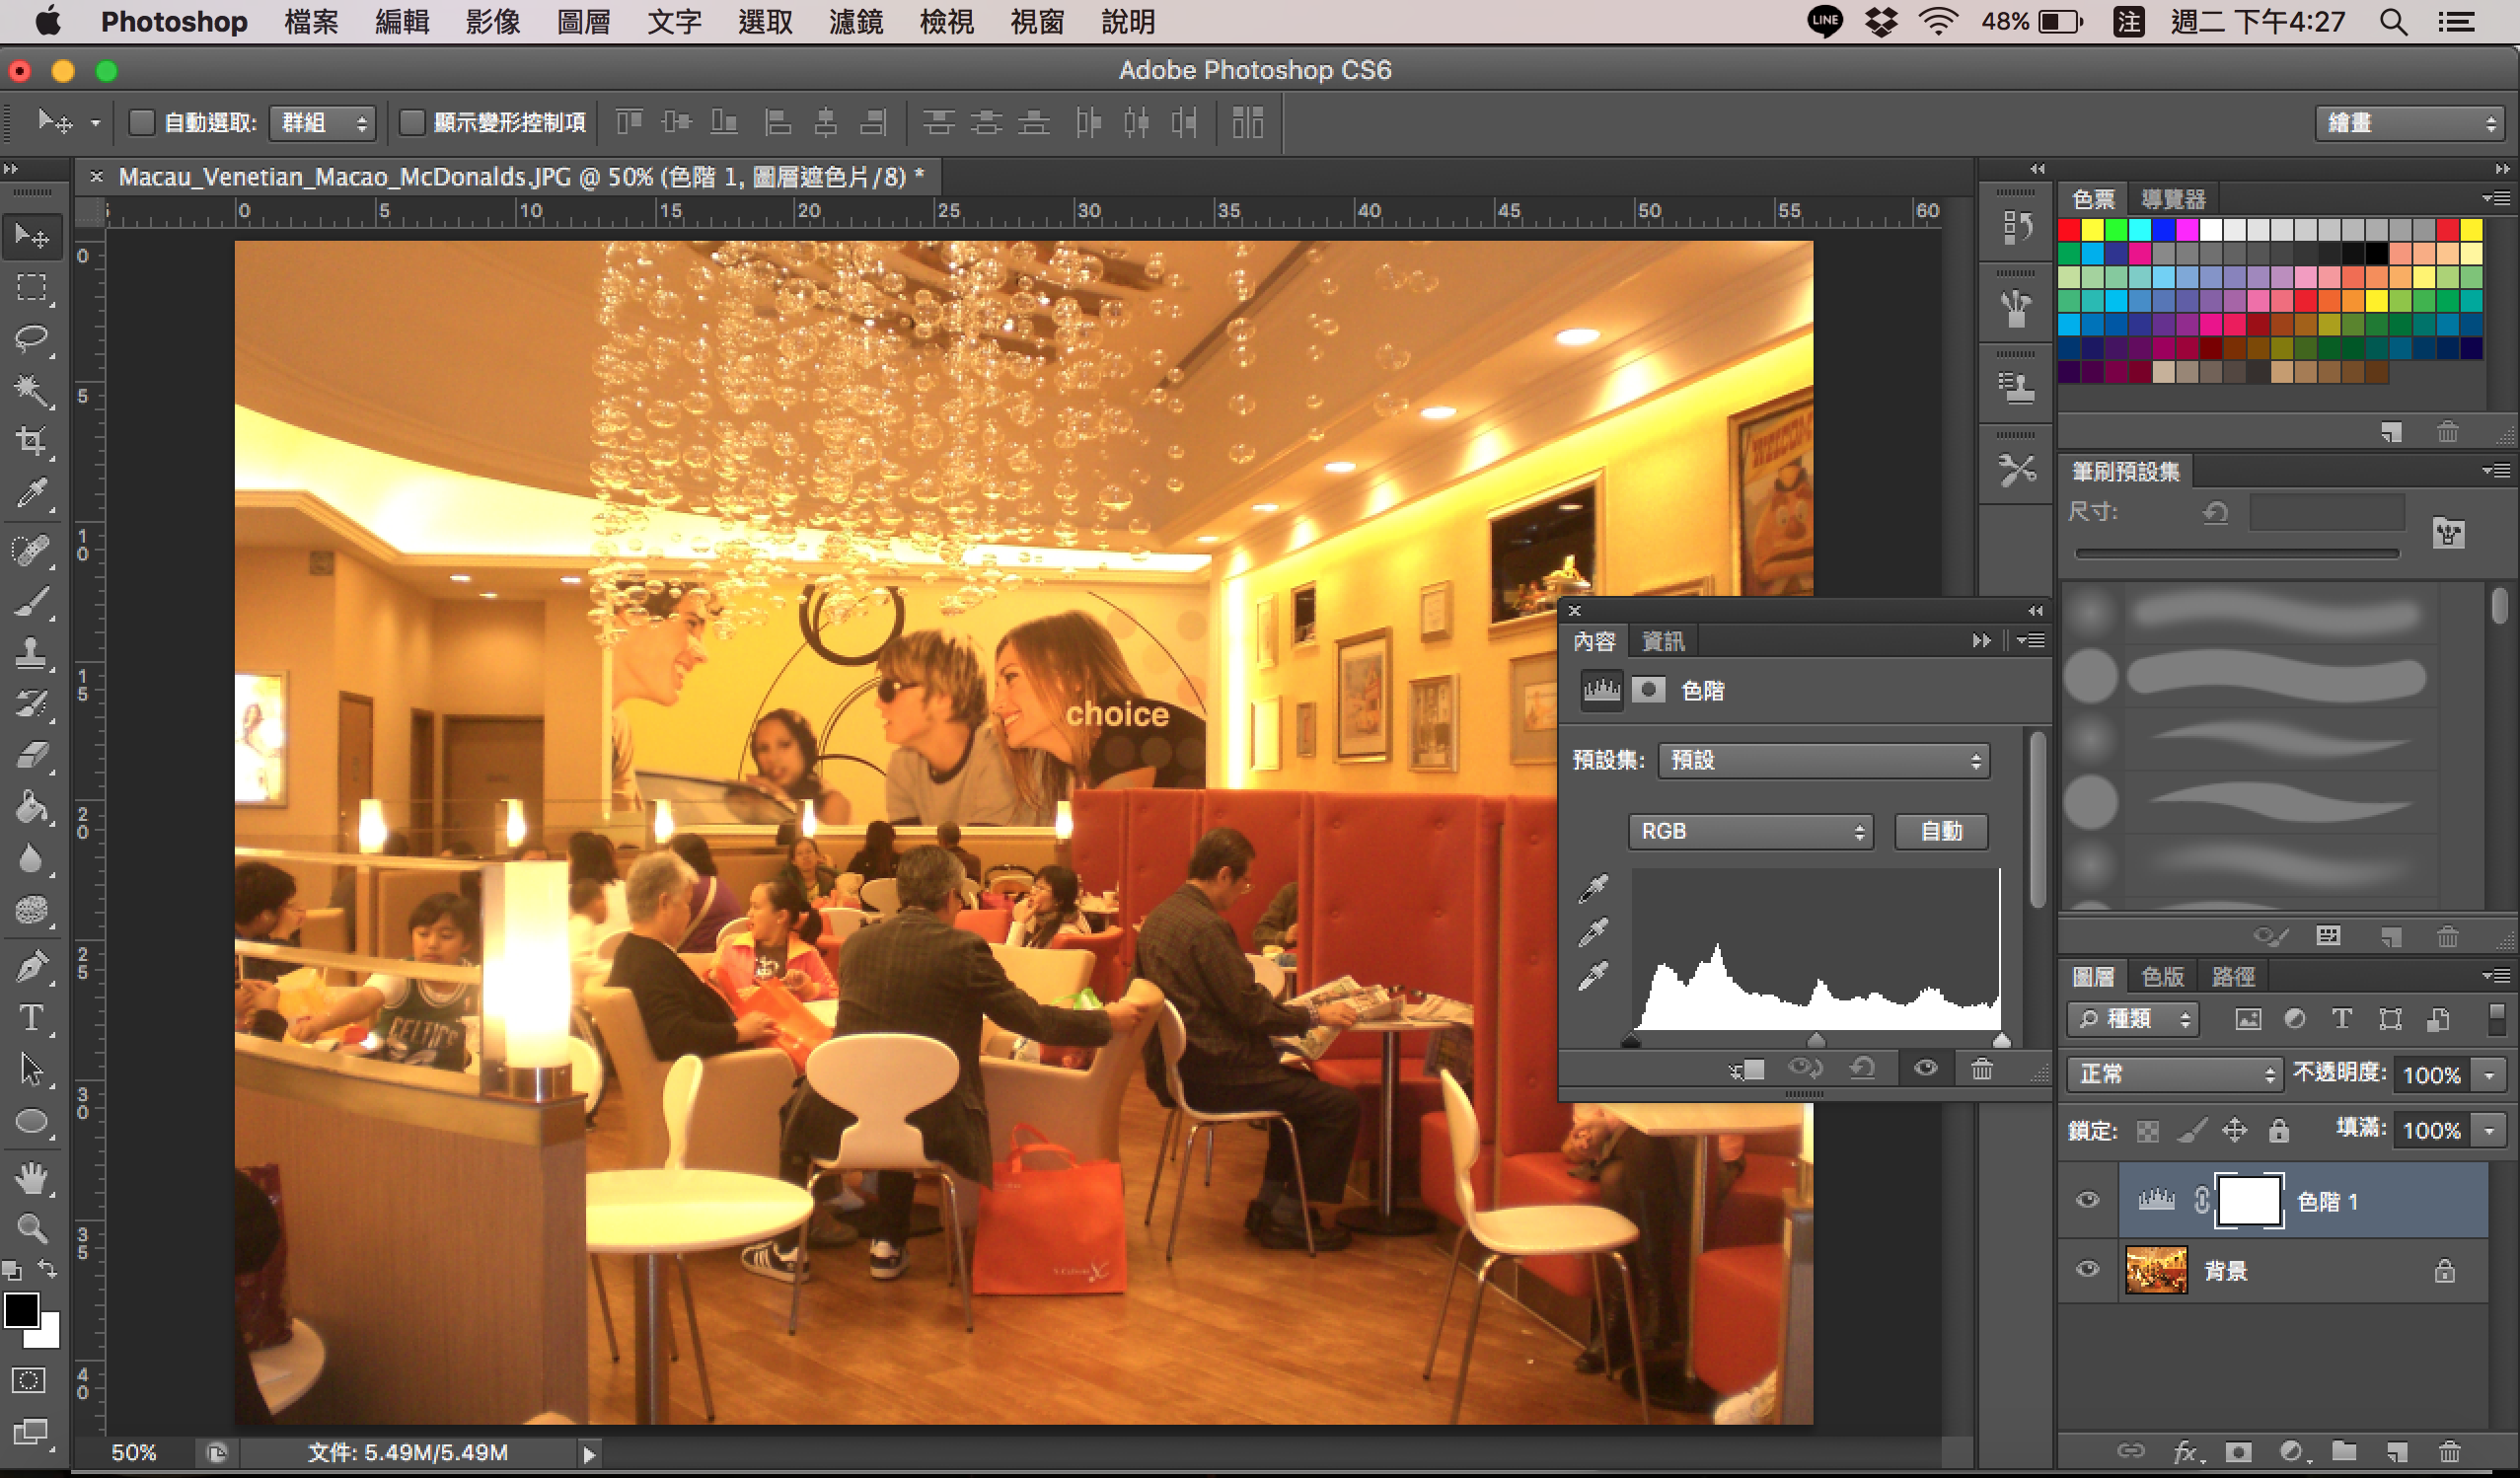 Photoshop 檔案 編輯 影像 圖層 文字 選取 濾鏡 檢視 視窗 說明 LINE 48% 注 週二 下午4:27
Adobe Photoshop CS6
自動選取: 群組 顯示變形控制項 繪畫
Macau_Venetian_Macao_McDonalds.JPG @ 50% (色階 1, 圖層遮色片/8) *
0 5 10 15 20 25 30 35 40 45 50 55 60
0
5
10
15
20
25
30
35
40
WELCOME
choice
CELTICS
色票 導覽器
筆刷預設集
尺寸:
內容 資訊
色階
預設集: 預設
RGB 自動
圖層 色版 路徑
種類
正常 不透明度: 100%
鎖定: 填滿: 100%
色階 1
背景
50% 文件: 5.49M/5.49M
fx